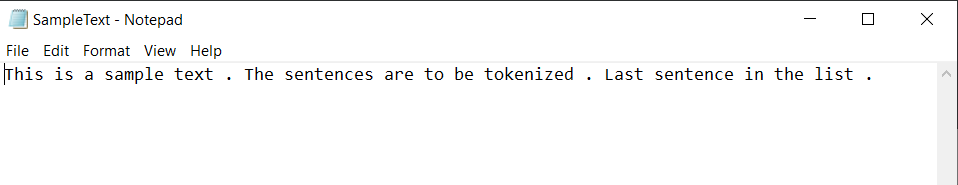 SampleText - Notepad
File Edit Format View Help
This is a sample text . The sentences are to be tokenized . Last sentence in the list .